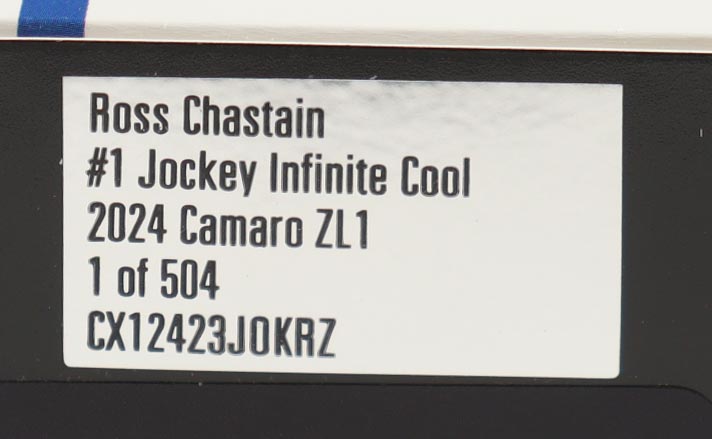 Ross Chastain
#1 Jockey Infinite Cool
2024 Camaro ZL1
1 of 504
CX12423JOKRZ